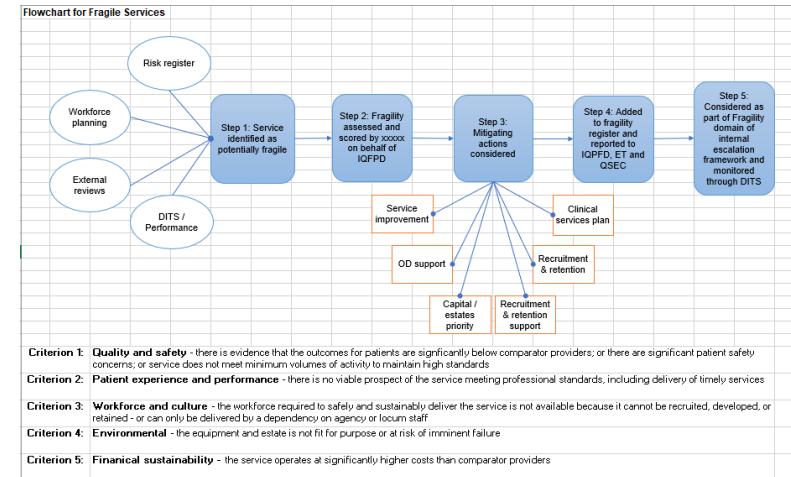 Flowchart for Fragile Services
Risk register
Workforce
planning
External
reviews
DITS /
Performance
Step 1: Service
identified as
potentially fragile
Step 2: Fragility
assessed and
scored by xxxxx
on behalf of
IQFPD
Step 3:
Mitigating
actions
considered
Step 4: Added
to fragility
register and
reported to
IQPFD, ET and
QSEC
Step 5:
Considered as
part of Fragility
domain of
internal
escalation
framework and
monitored
through DITS
Service
improvement
OD support
Capital /
estates
priority
Recruitment
& retention
support
Recruitment
& retention
Clinical
services plan
Criterion 1: Quality and safety - there is evidence that the outcomes for patients are signficantly below comparator providers; or there are significant patient safety
concerns; or service does not meet minimum volumes of activity to maintain high standards
Criterion 2: Patient experience and performance - there is no viable prospect of the service meeting professional standards, including delivery of timely services
Criterion 3: Workforce and culture - the workforce required to safely and sustainably deliver the service is not available because it cannot be recruited, developed, or
retained - or can only be delivered by a dependency on agency or locum staff
Criterion 4: Environmental - the equipment and estate is not fit for purpose or at risk of imminent failure
Criterion 5: Finanical sustainability - the service operates at significantly higher costs than comparator providers